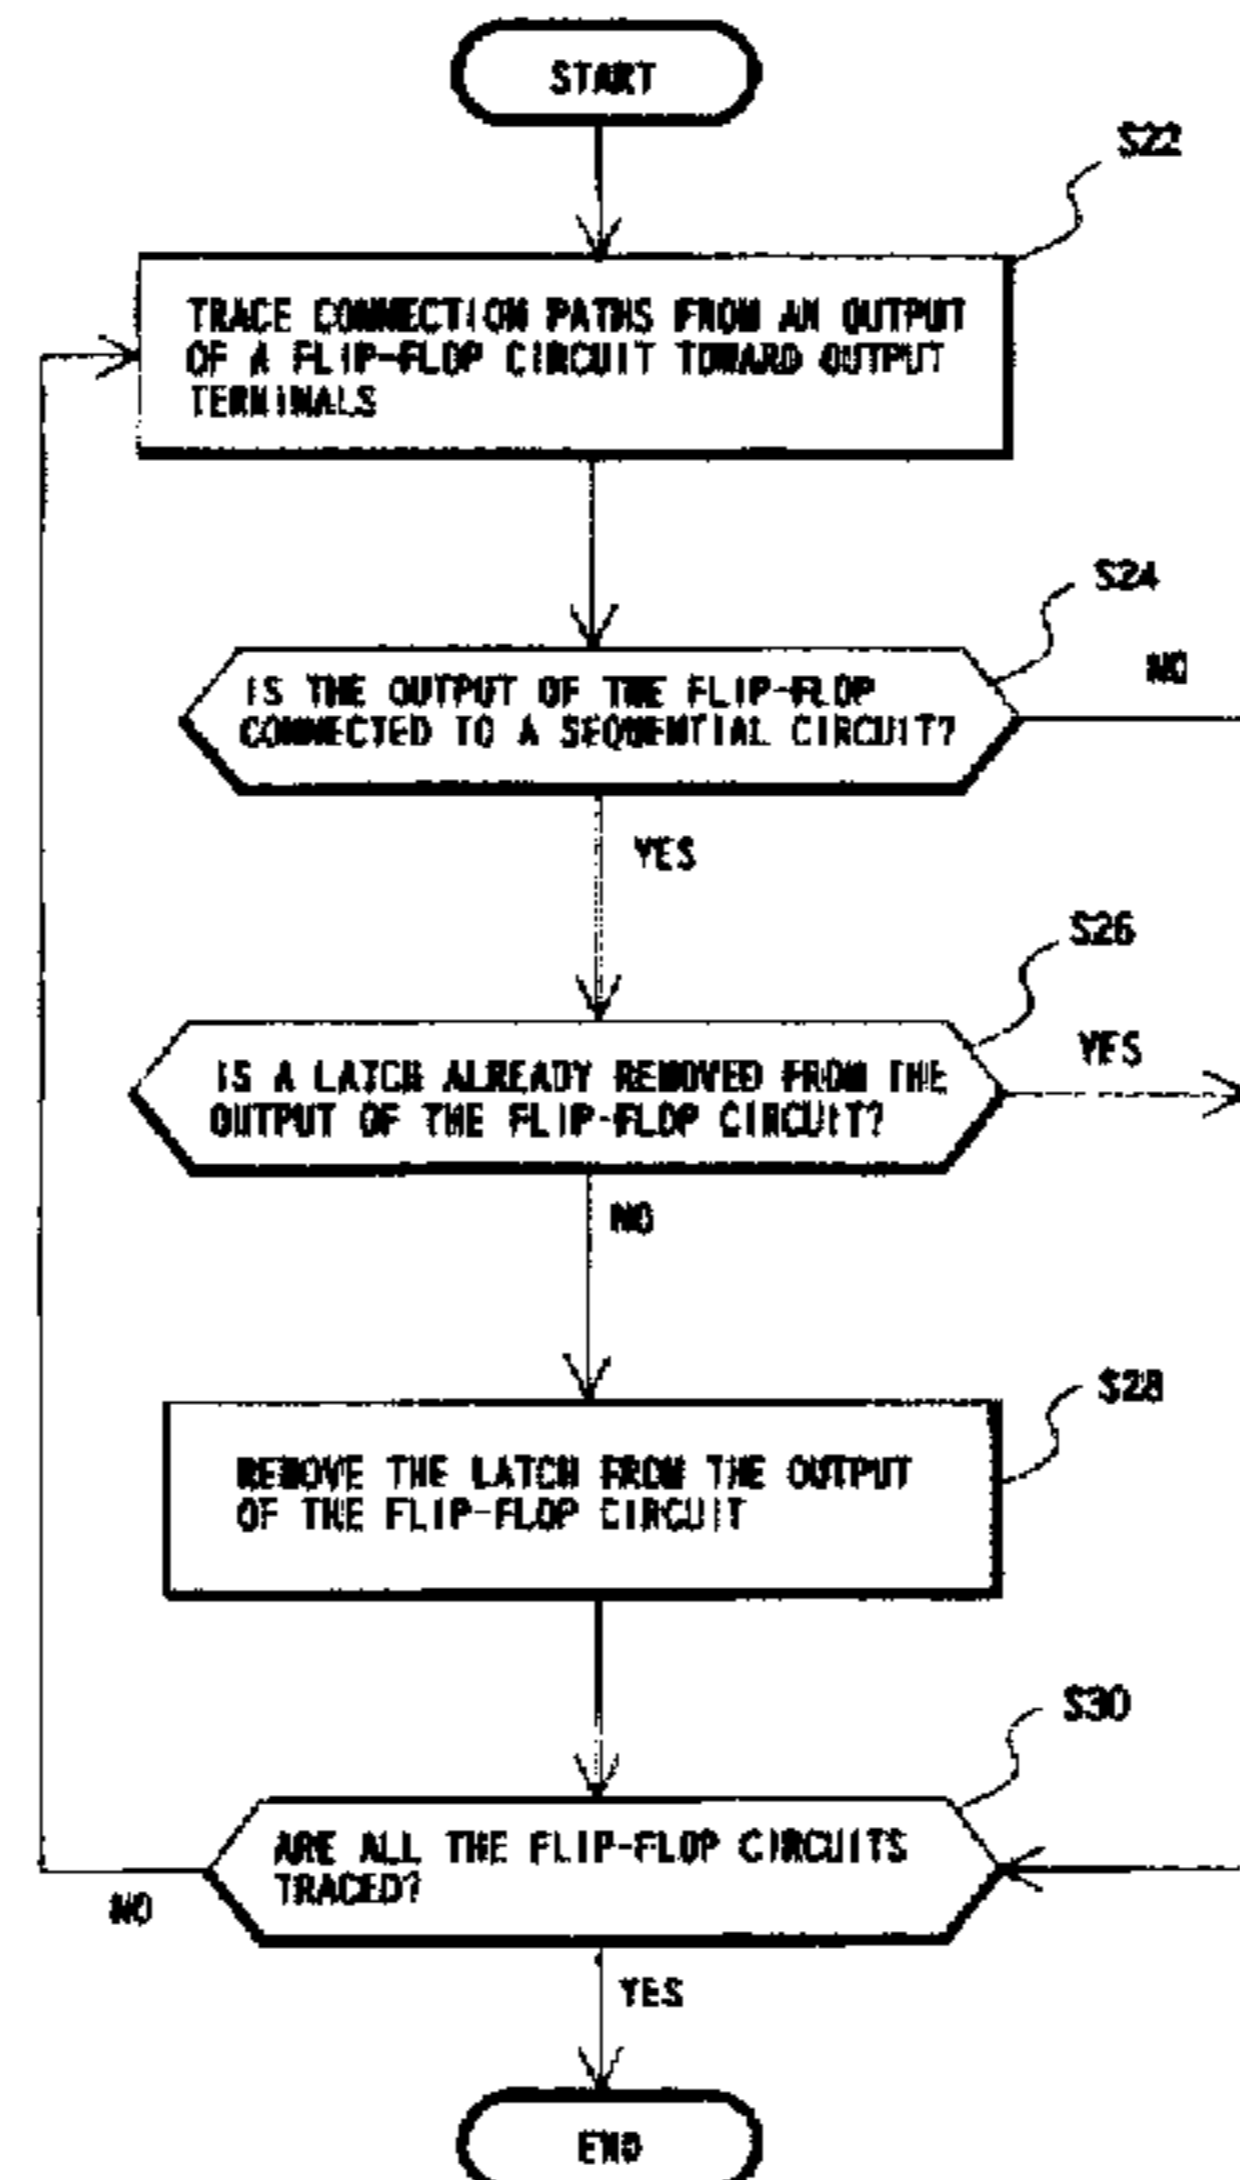 START
S22
TRACE CONNECTION PATHS FROM AN OUTPUT
OF A FLIP-FLOP CIRCUIT TOWARD OUTPUT
TERMINALS
S24
NO
IS THE OUTPUT OF THE FLIP-FLOP
CONNECTED TO A SEQUENTIAL CIRCUIT?
YES
S26
YES
IS A LATCH ALREADY REMOVED FROM THE
OUTPUT OF THE FLIP-FLOP CIRCUIT?
NO
S28
REMOVE THE LATCH FROM THE OUTPUT
OF THE FLIP-FLOP CIRCUIT
S30
ARE ALL THE FLIP-FLOP CIRCUITS
TRACED?
NO
YES
END